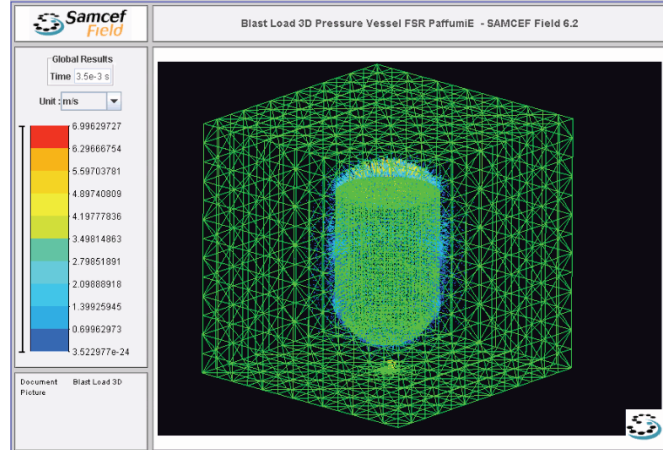 Samcef
Field
Blast Load 3D Pressure Vessel FSR PaffumiE - SAMCEF Field 6.2
Global Results
Time 3.5e-3 s
Unit : m/s
6.99629727
6.29666754
5.59703781
4.89740809
4.19777836
3.49814863
2.79851891
2.09888918
1.39925945
0.69962973
3.522977e-24
Document Blast Load 3D
Picture